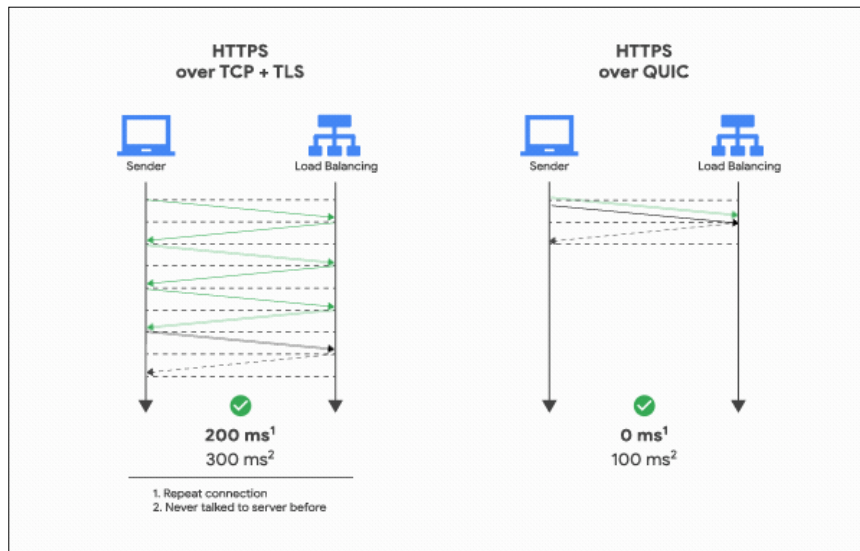 HTTPS
over TCP + TLS
Sender
Load Balancing
200 ms¹
300 ms²
1. Repeat connection
2. Never talked to server before
HTTPS
over QUIC
Sender
Load Balancing
0 ms¹
100 ms²